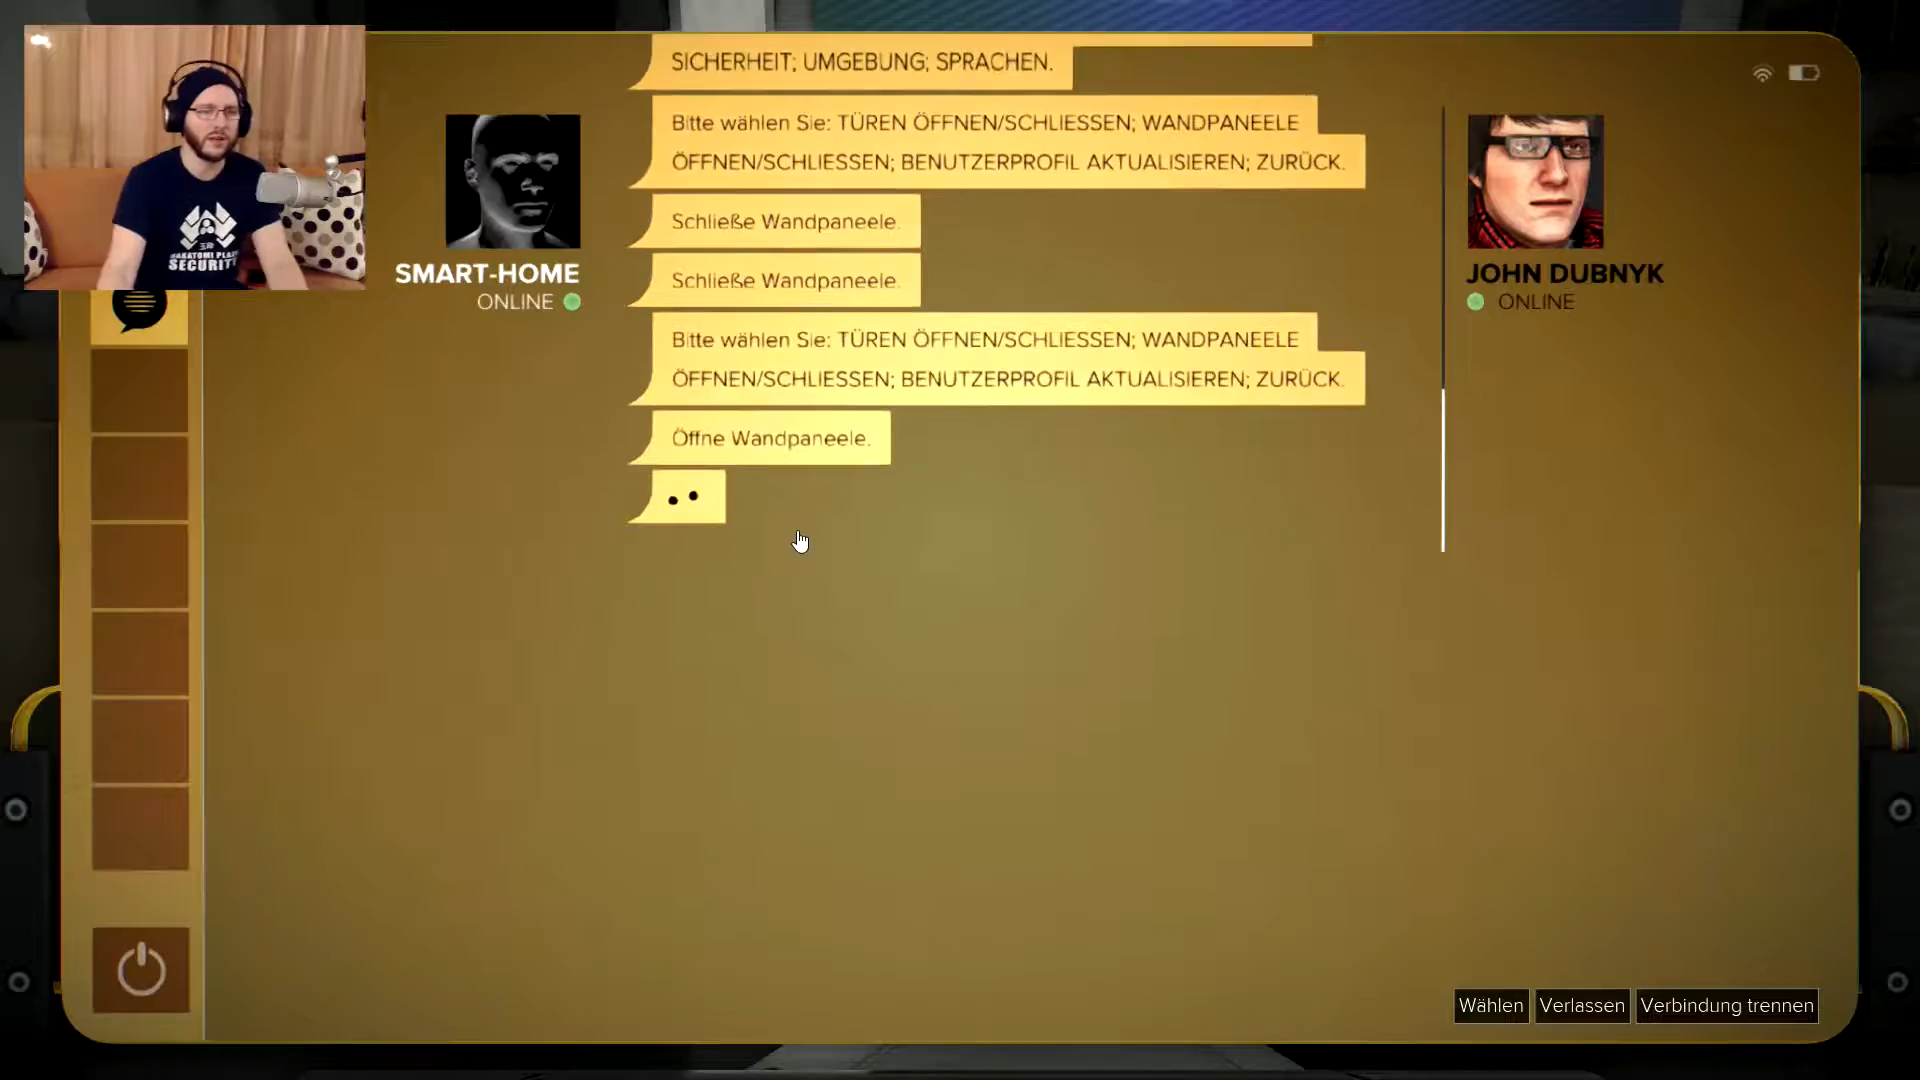 SICHERHEIT; UMGEBUNG; SPRACHEN.
Bitte wählen Sie: TÜREN ÖFFNEN/SCHLIESSEN; WANDPANEELE
ÖFFNEN/SCHLIESSEN; BENUTZERPROFIL AKTUALISIEREN; ZURÜCK.
Schließe Wandpaneele.
Schließe Wandpaneele.
Bitte wählen Sie: TÜREN ÖFFNEN/SCHLIESSEN; WANDPANEELE
ÖFFNEN/SCHLIESSEN; BENUTZERPROFIL AKTUALISIEREN; ZURÜCK.
Öffne Wandpaneele.
SMART-HOME
ONLINE
JOHN DUBNYK
ONLINE
NAKATOMI PLAZA
SECURITY
Wählen
Verlassen
Verbindung trennen